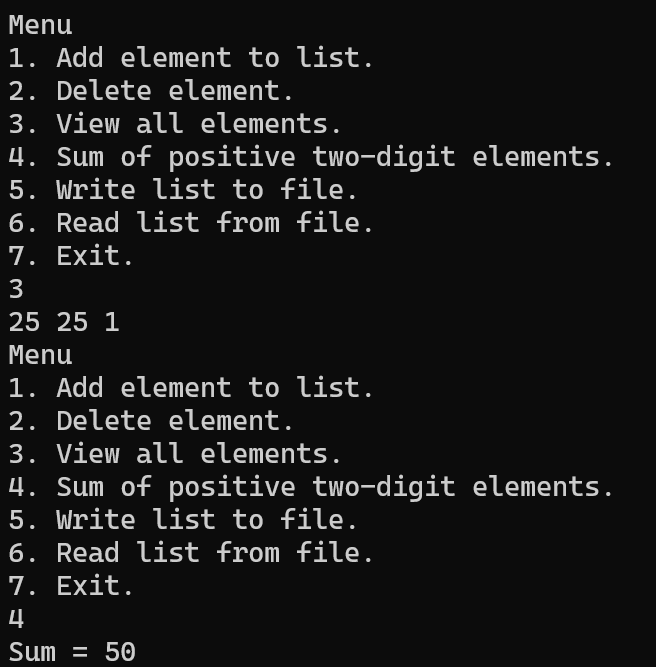 Menu
1. Add element to list.
2. Delete element.
3. View all elements.
4. Sum of positive two-digit elements.
5. Write list to file.
6. Read list from file.
7. Exit.
3
25 25 1
Menu
1. Add element to list.
2. Delete element.
3. View all elements.
4. Sum of positive two-digit elements.
5. Write list to file.
6. Read list from file.
7. Exit.
4
Sum = 50